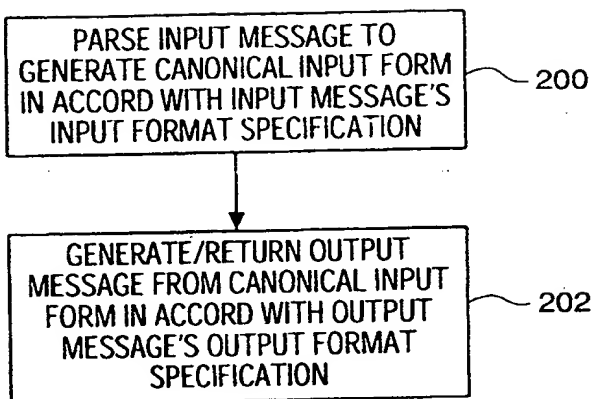 PARSE INPUT MESSAGE TO
GENERATE CANONICAL INPUT FORM
IN ACCORD WITH INPUT MESSAGE'S
INPUT FORMAT SPECIFICATION
200
GENERATE/RETURN OUTPUT
MESSAGE FROM CANONICAL INPUT
FORM IN ACCORD WITH OUTPUT
MESSAGE'S OUTPUT FORMAT
SPECIFICATION
202